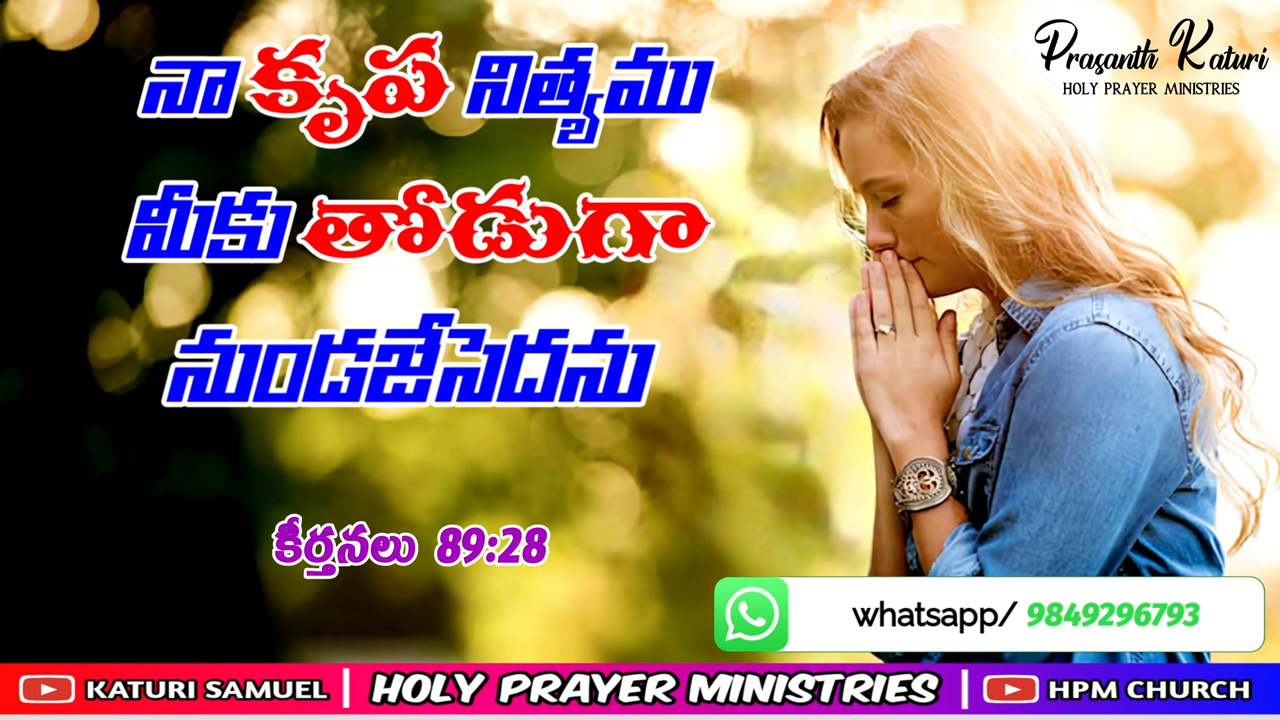 నా కృప నిత్యము
మీకు తోడుగా
నుండజేసెదను
కీర్తనలు 89:28
Prasanth Katuri
HOLY PRAYER MINISTRIES
whatsapp/ 9849296793
KATURI SAMUEL | HOLY PRAYER MINISTRIES | HPM CHURCH